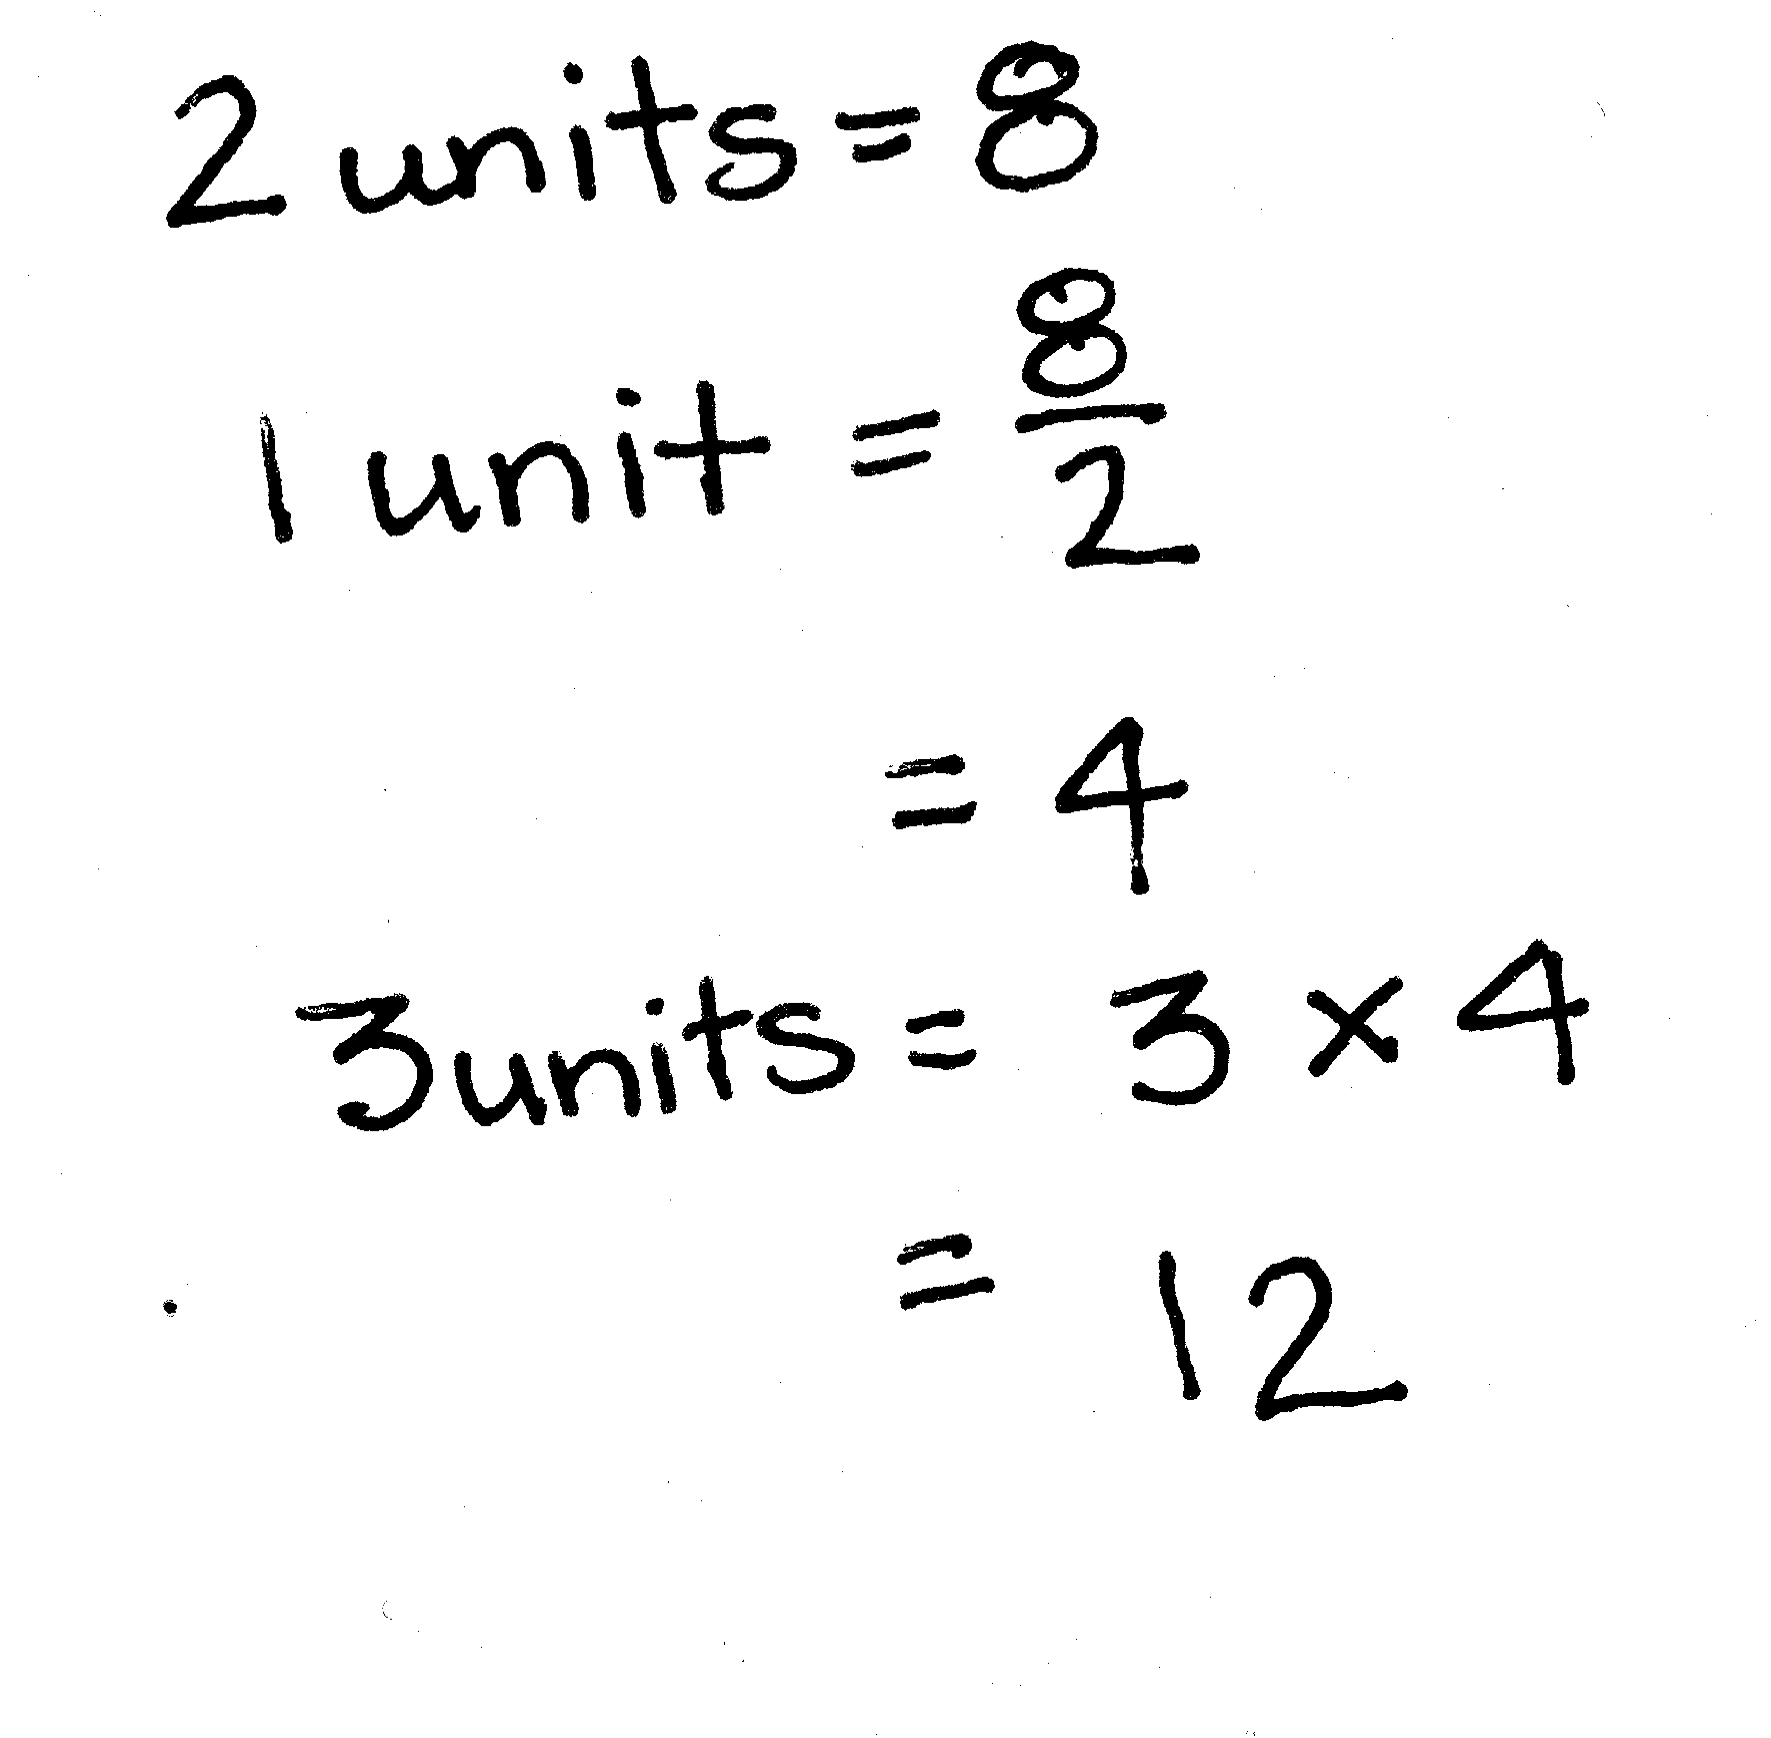 2 units = 8
1 unit = 8/2
= 4
3 units = 3 × 4
= 12